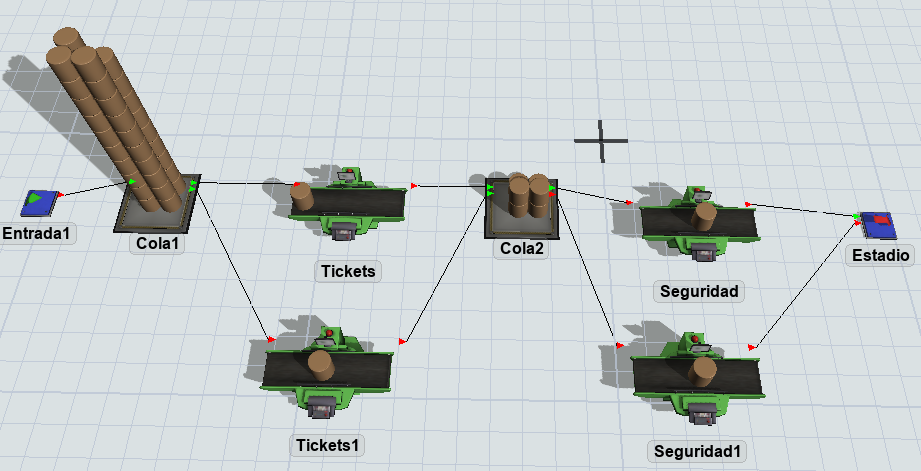 Entrada1
Cola1
Tickets
Cola2
Seguridad
Estadio
Tickets1
Seguridad1